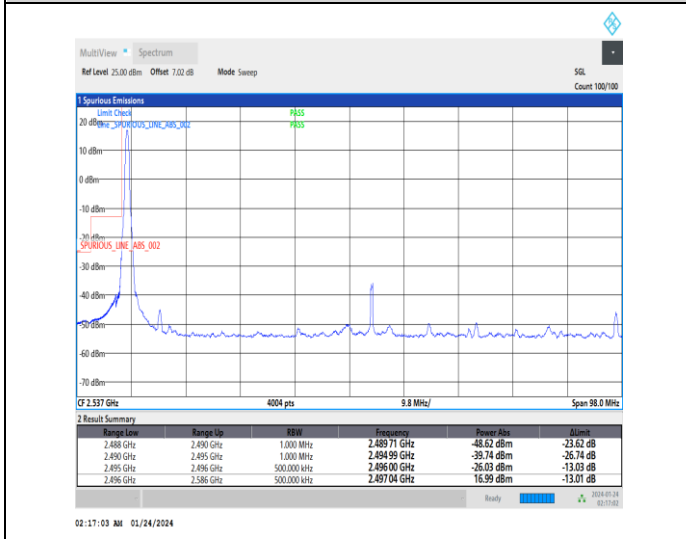 MultiView Spectrum
Ref Level 25.00 dBm Offset 7.02 dB Mode Sweep SGL
Count 100/100
1 Spurious Emissions
Limit Check PASS
Line _SPURIOUS_LINE_ABS_002 PASS
20 dBm
10 dBm
0 dBm
-10 dBm
-20 dBm
_SPURIOUS_LINE_ABS_002
-30 dBm
-40 dBm
-50 dBm
-60 dBm
-70 dBm
CF 2.537 GHz 4004 pts 9.8 MHz/ Span 98.0 MHz
2 Result Summary
Range Low Range Up RBW Frequency Power Abs ΔLimit
2.488 GHz 2.490 GHz 1.000 MHz 2.489 71 GHz -48.62 dBm -23.62 dB
2.490 GHz 2.495 GHz 1.000 MHz 2.494 99 GHz -39.74 dBm -26.74 dB
2.495 GHz 2.496 GHz 500.000 kHz 2.496 00 GHz -26.03 dBm -13.03 dB
2.496 GHz 2.586 GHz 500.000 kHz 2.497 04 GHz 16.99 dBm -13.01 dB
Ready 2024-01-24
02:17:02
02:17:03 AM 01/24/2024